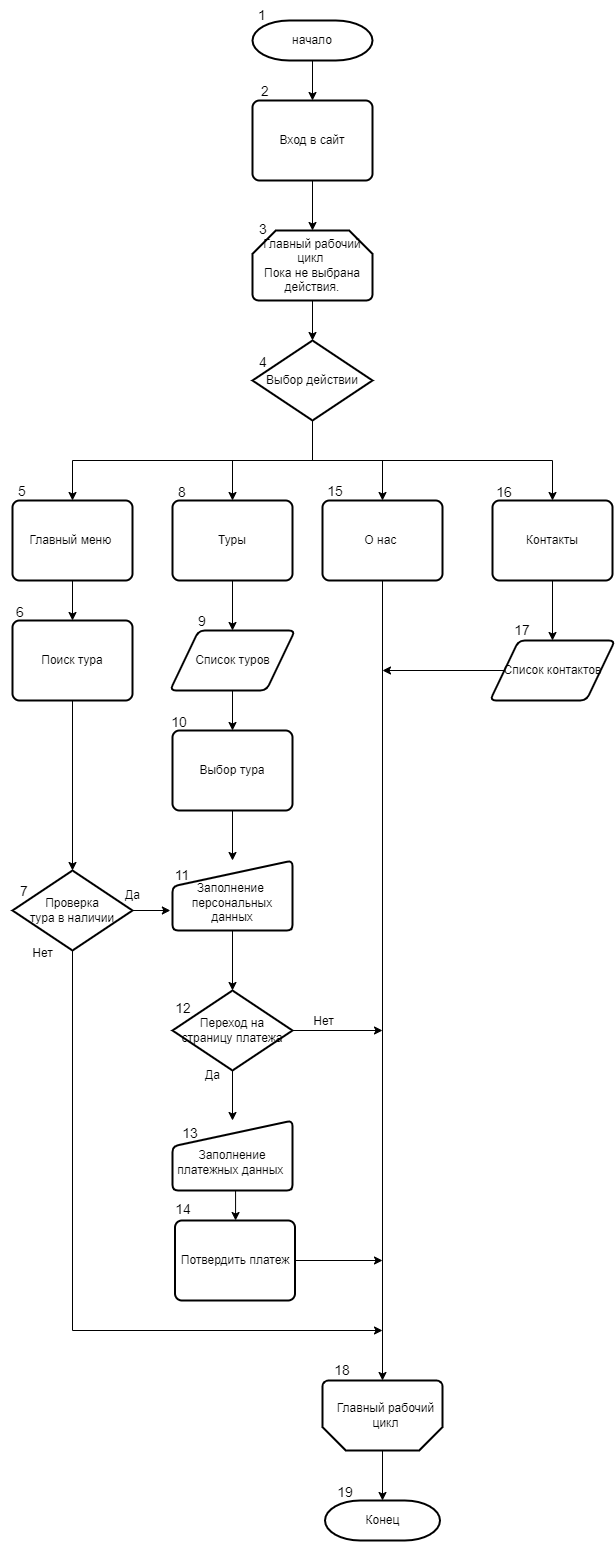 1
начало
2
Вход в сайт
3
Главный рабочий
цикл
Пока не выбрана
действия.
4
Выбор действии
5
Главный меню
8
Туры
15
О нас
16
Контакты
6
Поиск тура
9
Список туров
17
Список контактов
10
Выбор тура
7
Проверка
тура в наличии
Да
Нет
11
Заполнение
персональных
данных
12
Переход на
страницу платежа
Нет
Да
13
Заполнение
платежных данных
14
Потвердить платеж
18
Главный рабочий
цикл
19
Конец